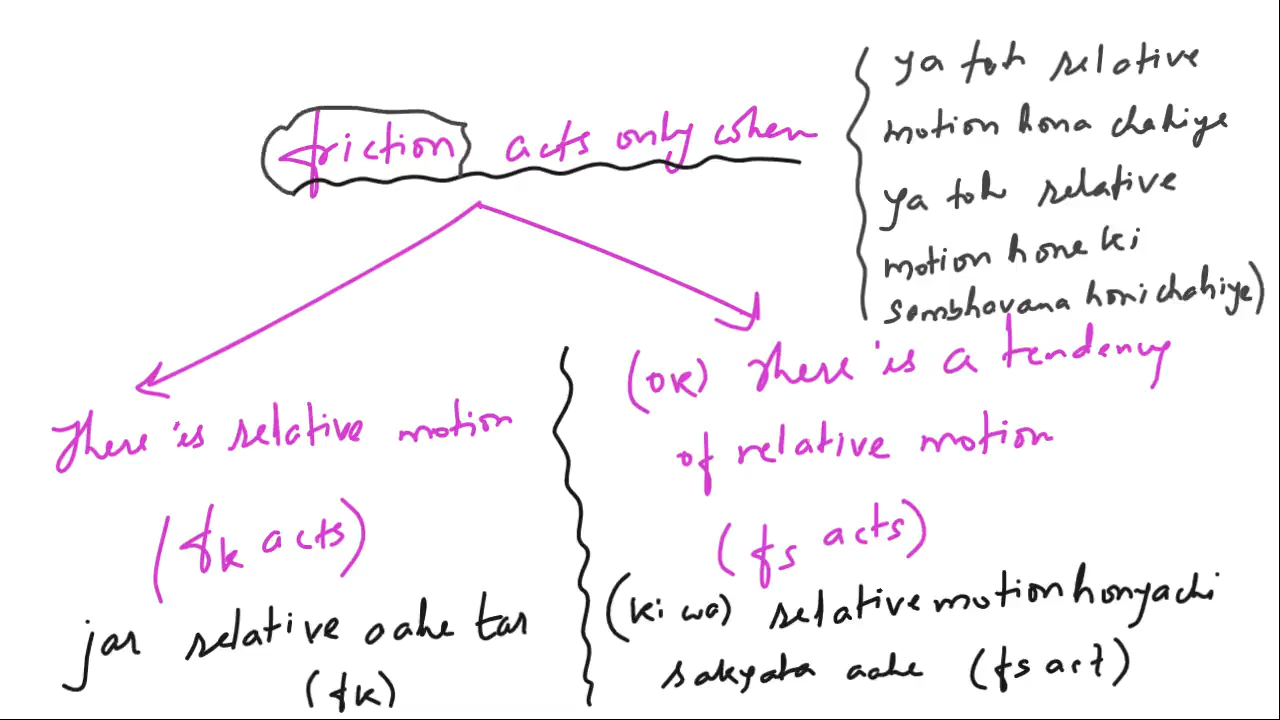 friction acts only when
ya toh relative
motion hona chahiye
ya toh relative
motion hone ki
sambhavana honi chahiye)
There is relative motion
(fk acts)
jar relative aahe tar
(fk)
(OR) There is a tendency
of relative motion
(fs acts)
(ki wa) relative motion honyachi
sakyata aahe (fs act)